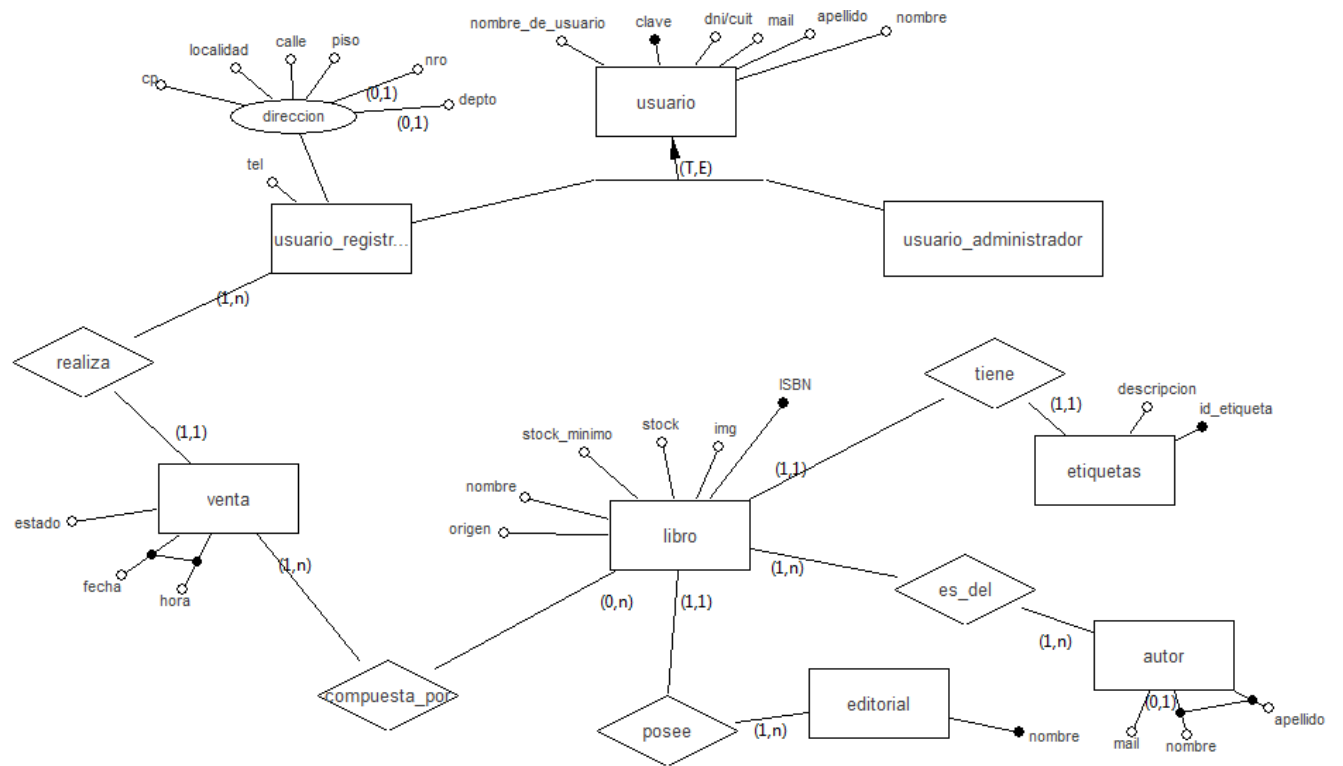 nombre_de_usuario
clave
dni/cuit
mail
apellido
nombre
usuario
cp
localidad
calle
piso
nro
(0,1)
depto
(0,1)
direccion
tel
(T,E)
usuario_registr...
usuario_administrador
(1,n)
realiza
(1,1)
venta
estado
fecha
hora
(1,n)
compuesta_por
(0,n)
ISBN
stock
img
stock_minimo
nombre
origen
libro
(1,1)
tiene
(1,1)
descripcion
id_etiqueta
etiquetas
(1,n)
es_del
(1,n)
autor
(0,1)
mail
nombre
apellido
(1,1)
posee
(1,n)
editorial
nombre